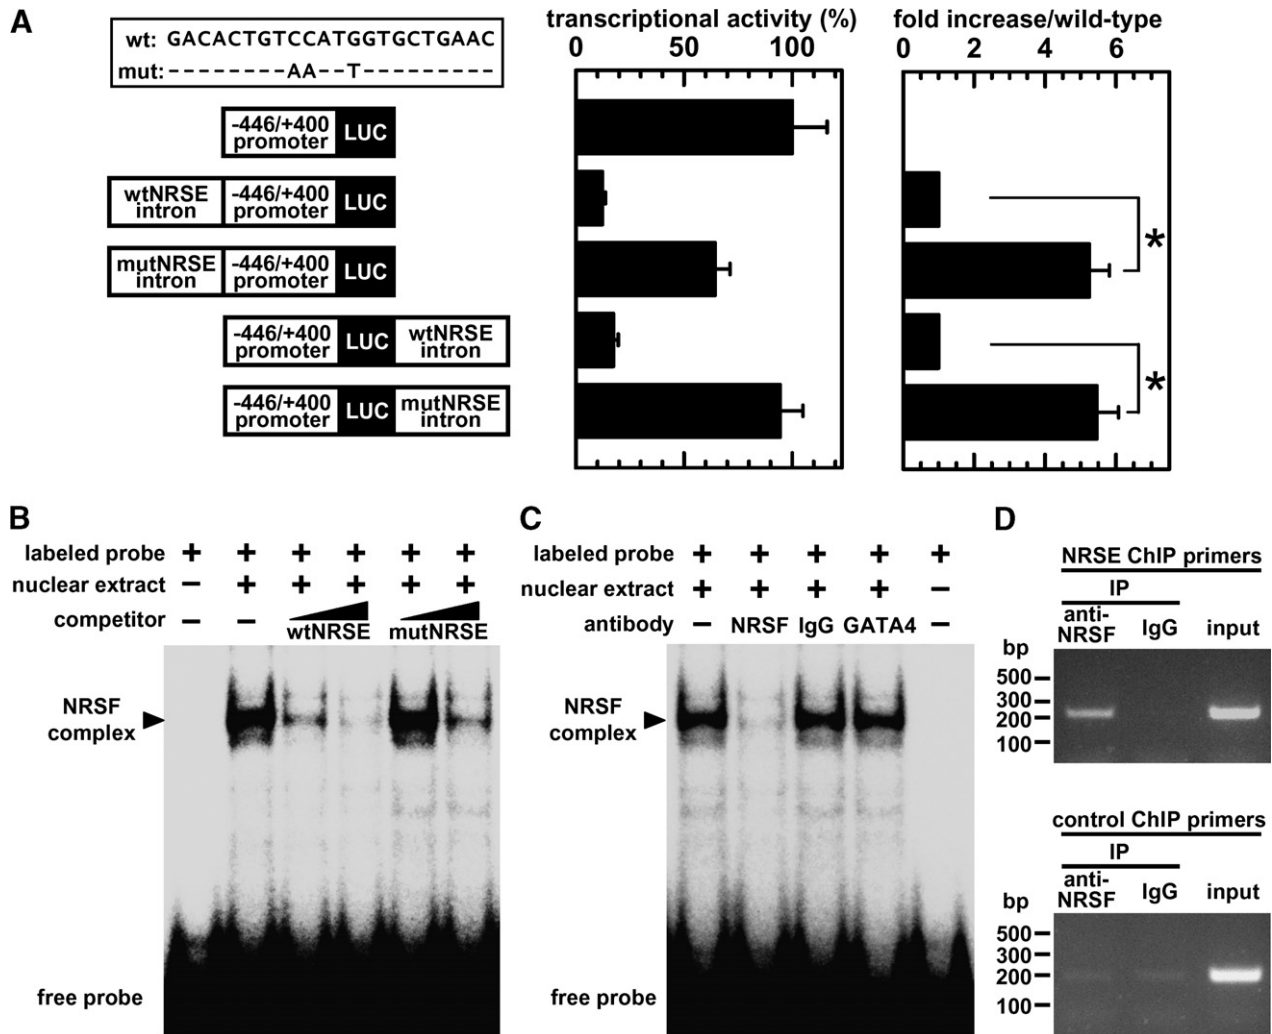 A
wt: GACACTGTCCATGGTGCTGAAC
mut:-----------AA--T-------------
transcriptional activity (%)
0 50 100
fold increase/wild-type
0 2 4 6
-446/+400 promoter LUC
wtNRSE intron -446/+400 promoter LUC
mutNRSE intron -446/+400 promoter LUC
-446/+400 promoter LUC wtNRSE intron
-446/+400 promoter LUC mutNRSE intron
*
*
B
labeled probe + + + + + +
nuclear extract – + + + + +
competitor – – wtNRSE mutNRSE
NRSF
complex
free probe
C
labeled probe + + + + +
nuclear extract + + + + –
antibody – NRSF IgG GATA4 –
NRSF
complex
free probe
D
NRSE ChIP primers
IP
anti-
NRSF IgG input
bp
500
300
200
100
control ChIP primers
IP
anti-
NRSF IgG input
bp
500
300
200
100